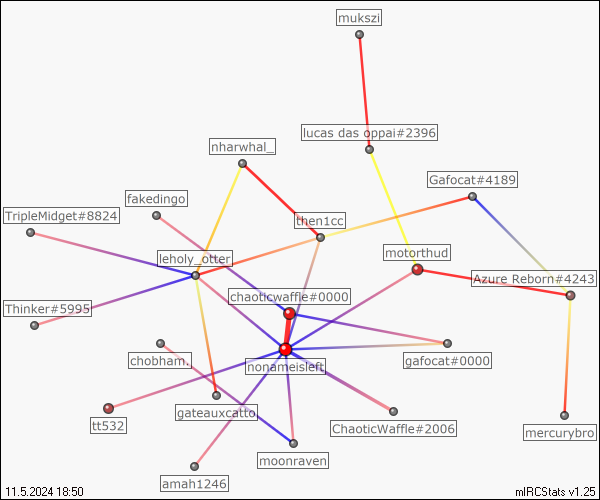 mukszi
lucas das oppai#2396
nharwhal_
Gafocat#4189
fakedingo
TripleMidget#8824
then1cc
motorthud
leholy_otter
Azure Reborn#4243
chaoticwaffle#0000
Thinker#5995
chobham.
nonameisleft
gafocat#0000
gateauxcatto
tt532
ChaoticWaffle#2006
mercurybro
moonraven
amah1246
11.5.2024 18:50
mIRCStats v1.25